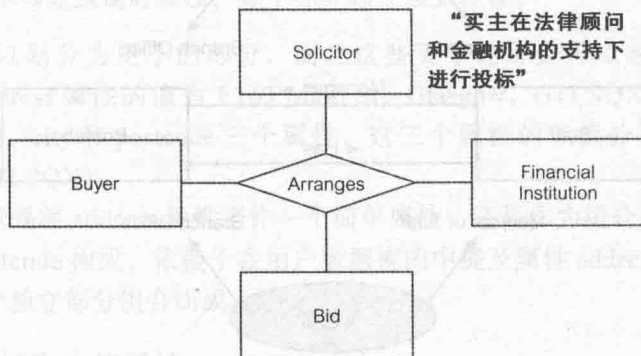 Solicitor
“买主在法律顾问
和金融机构的支持下
进行投标”
Buyer
Arranges
Financial
Institution
Bid